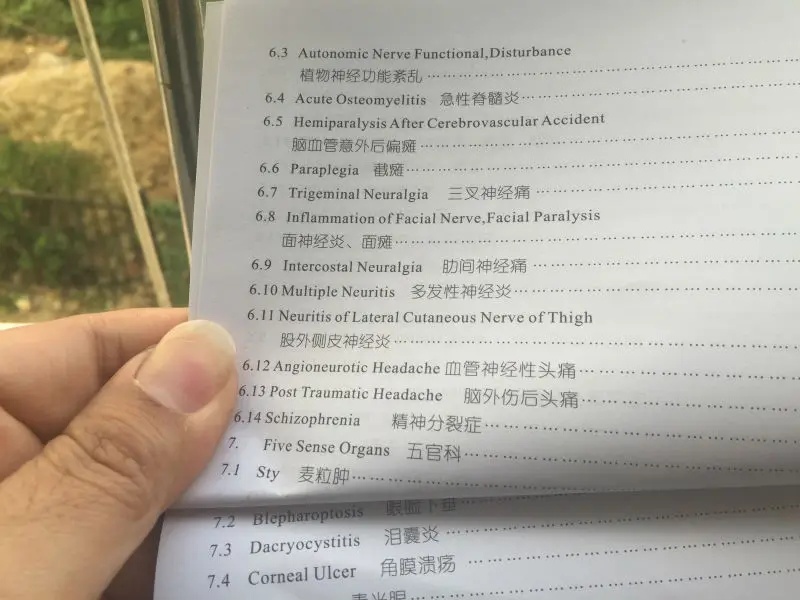 6.3 Autonomic Nerve Functional,Disturbance
植物神经功能紊乱
6.4 Acute Osteomyelitis 急性脊髓炎
6.5 Hemiparalysis After Cerebrovascular Accident
脑血管意外后偏瘫
6.6 Paraplegia 截瘫
6.7 Trigeminal Neuralgia 三叉神经痛
6.8 Inflammation of Facial Nerve,Facial Paralysis
面神经炎、面瘫
6.9 Intercostal Neuralgia 肋间神经痛
6.10 Multiple Neuritis 多发性神经炎
6.11 Neuritis of Lateral Cutaneous Nerve of Thigh
股外侧皮神经炎
6.12 Angioneurotic Headache 血管神经性头痛
6.13 Post Traumatic Headache 脑外伤后头痛
6.14 Schizophrenia 精神分裂症
7. Five Sense Organs 五官科
7.1 Sty 麦粒肿
7.2 Blepharoptosis 眼睑下垂
7.3 Dacryocystitis 泪囊炎
7.4 Corneal Ulcer 角膜溃疡
青光眼